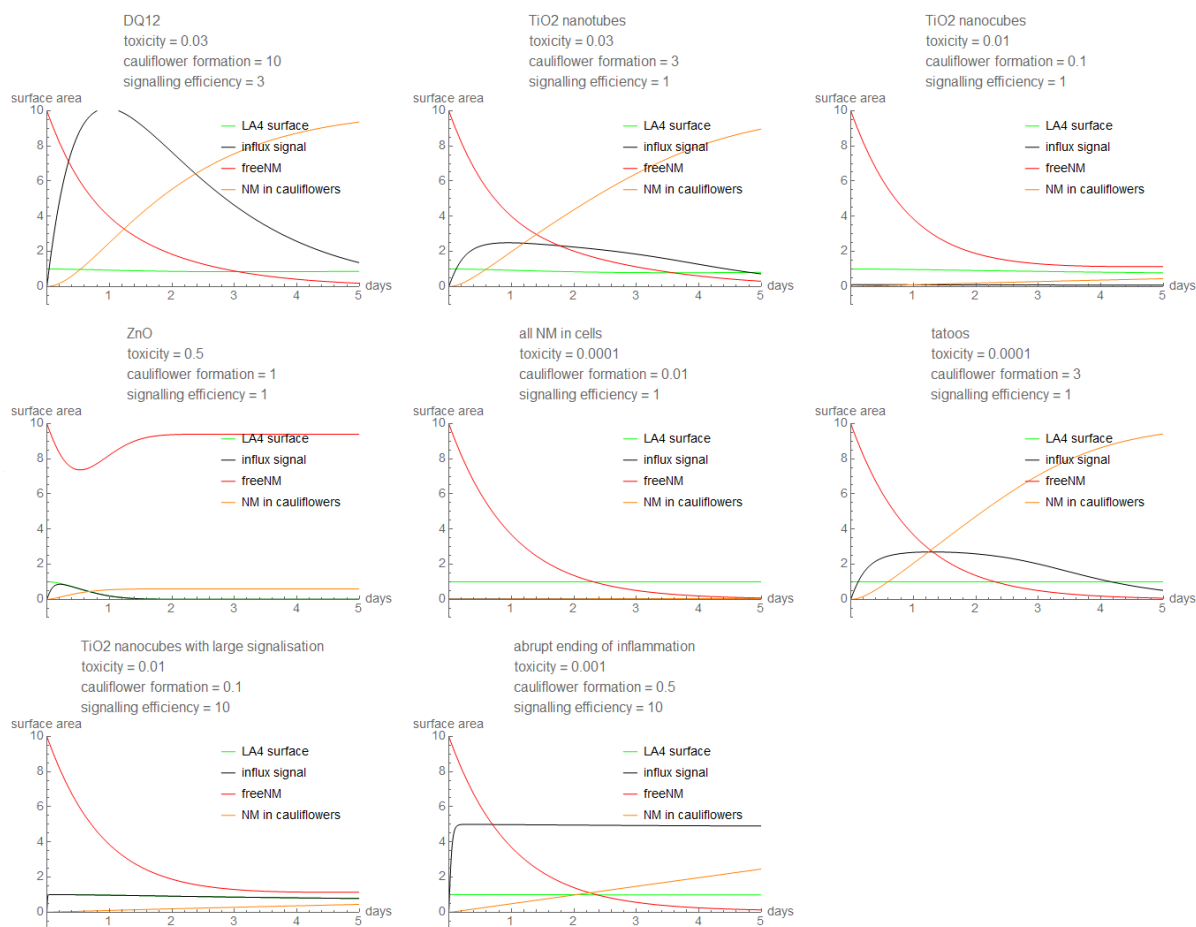 DQ12
toxicity = 0.03
cauliflower formation = 10
signalling efficiency = 3
surface area
10
8
6
4
2
0
1
2
3
4
5
days
LA4 surface
influx signal
freeNM
NM in cauliflowers
TiO2 nanotubes
toxicity = 0.03
cauliflower formation = 3
signalling efficiency = 1
surface area
10
8
6
4
2
0
1
2
3
4
5
days
LA4 surface
influx signal
freeNM
NM in cauliflowers
TiO2 nanocubes
toxicity = 0.01
cauliflower formation = 0.1
signalling efficiency = 1
surface area
10
8
6
4
2
0
1
2
3
4
5
days
LA4 surface
influx signal
freeNM
NM in cauliflowers
ZnO
toxicity = 0.5
cauliflower formation = 1
signalling efficiency = 1
surface area
10
8
6
4
2
0
1
2
3
4
5
days
LA4 surface
influx signal
freeNM
NM in cauliflowers
all NM in cells
toxicity = 0.0001
cauliflower formation = 0.01
signalling efficiency = 1
surface area
10
8
6
4
2
0
1
2
3
4
5
days
LA4 surface
influx signal
freeNM
NM in cauliflowers
tatoos
toxicity = 0.0001
cauliflower formation = 3
signalling efficiency = 1
surface area
10
8
6
4
2
0
1
2
3
4
5
days
LA4 surface
influx signal
freeNM
NM in cauliflowers
TiO2 nanocubes with large signalisation
toxicity = 0.01
cauliflower formation = 0.1
signalling efficiency = 10
surface area
10
8
6
4
2
0
1
2
3
4
5
days
LA4 surface
influx signal
freeNM
NM in cauliflowers
abrupt ending of inflammation
toxicity = 0.001
cauliflower formation = 0.5
signalling efficiency = 10
surface area
10
8
6
4
2
0
1
2
3
4
5
days
LA4 surface
influx signal
freeNM
NM in cauliflowers